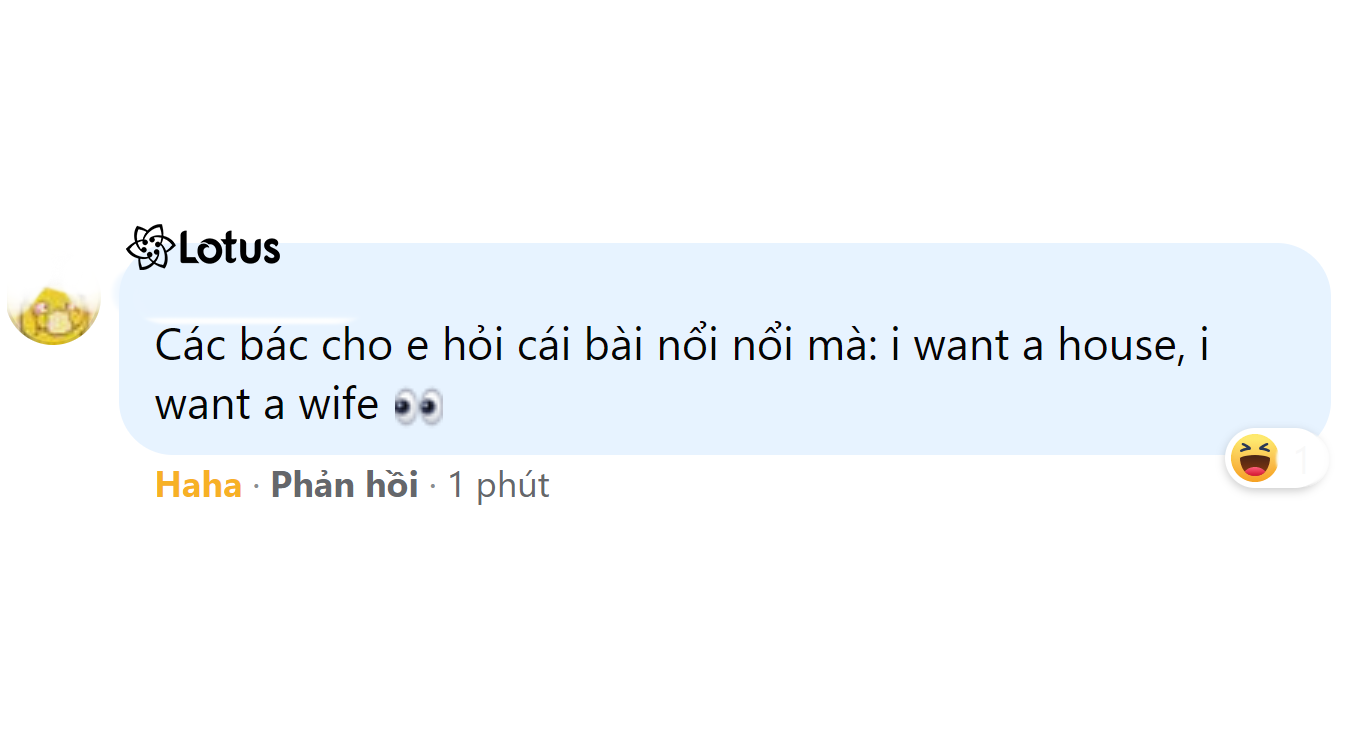 Lotus
Các bác cho e hỏi cái bài nổi nổi mà: i want a house, i
want a wife 👀
Haha · Phản hồi · 1 phút
1